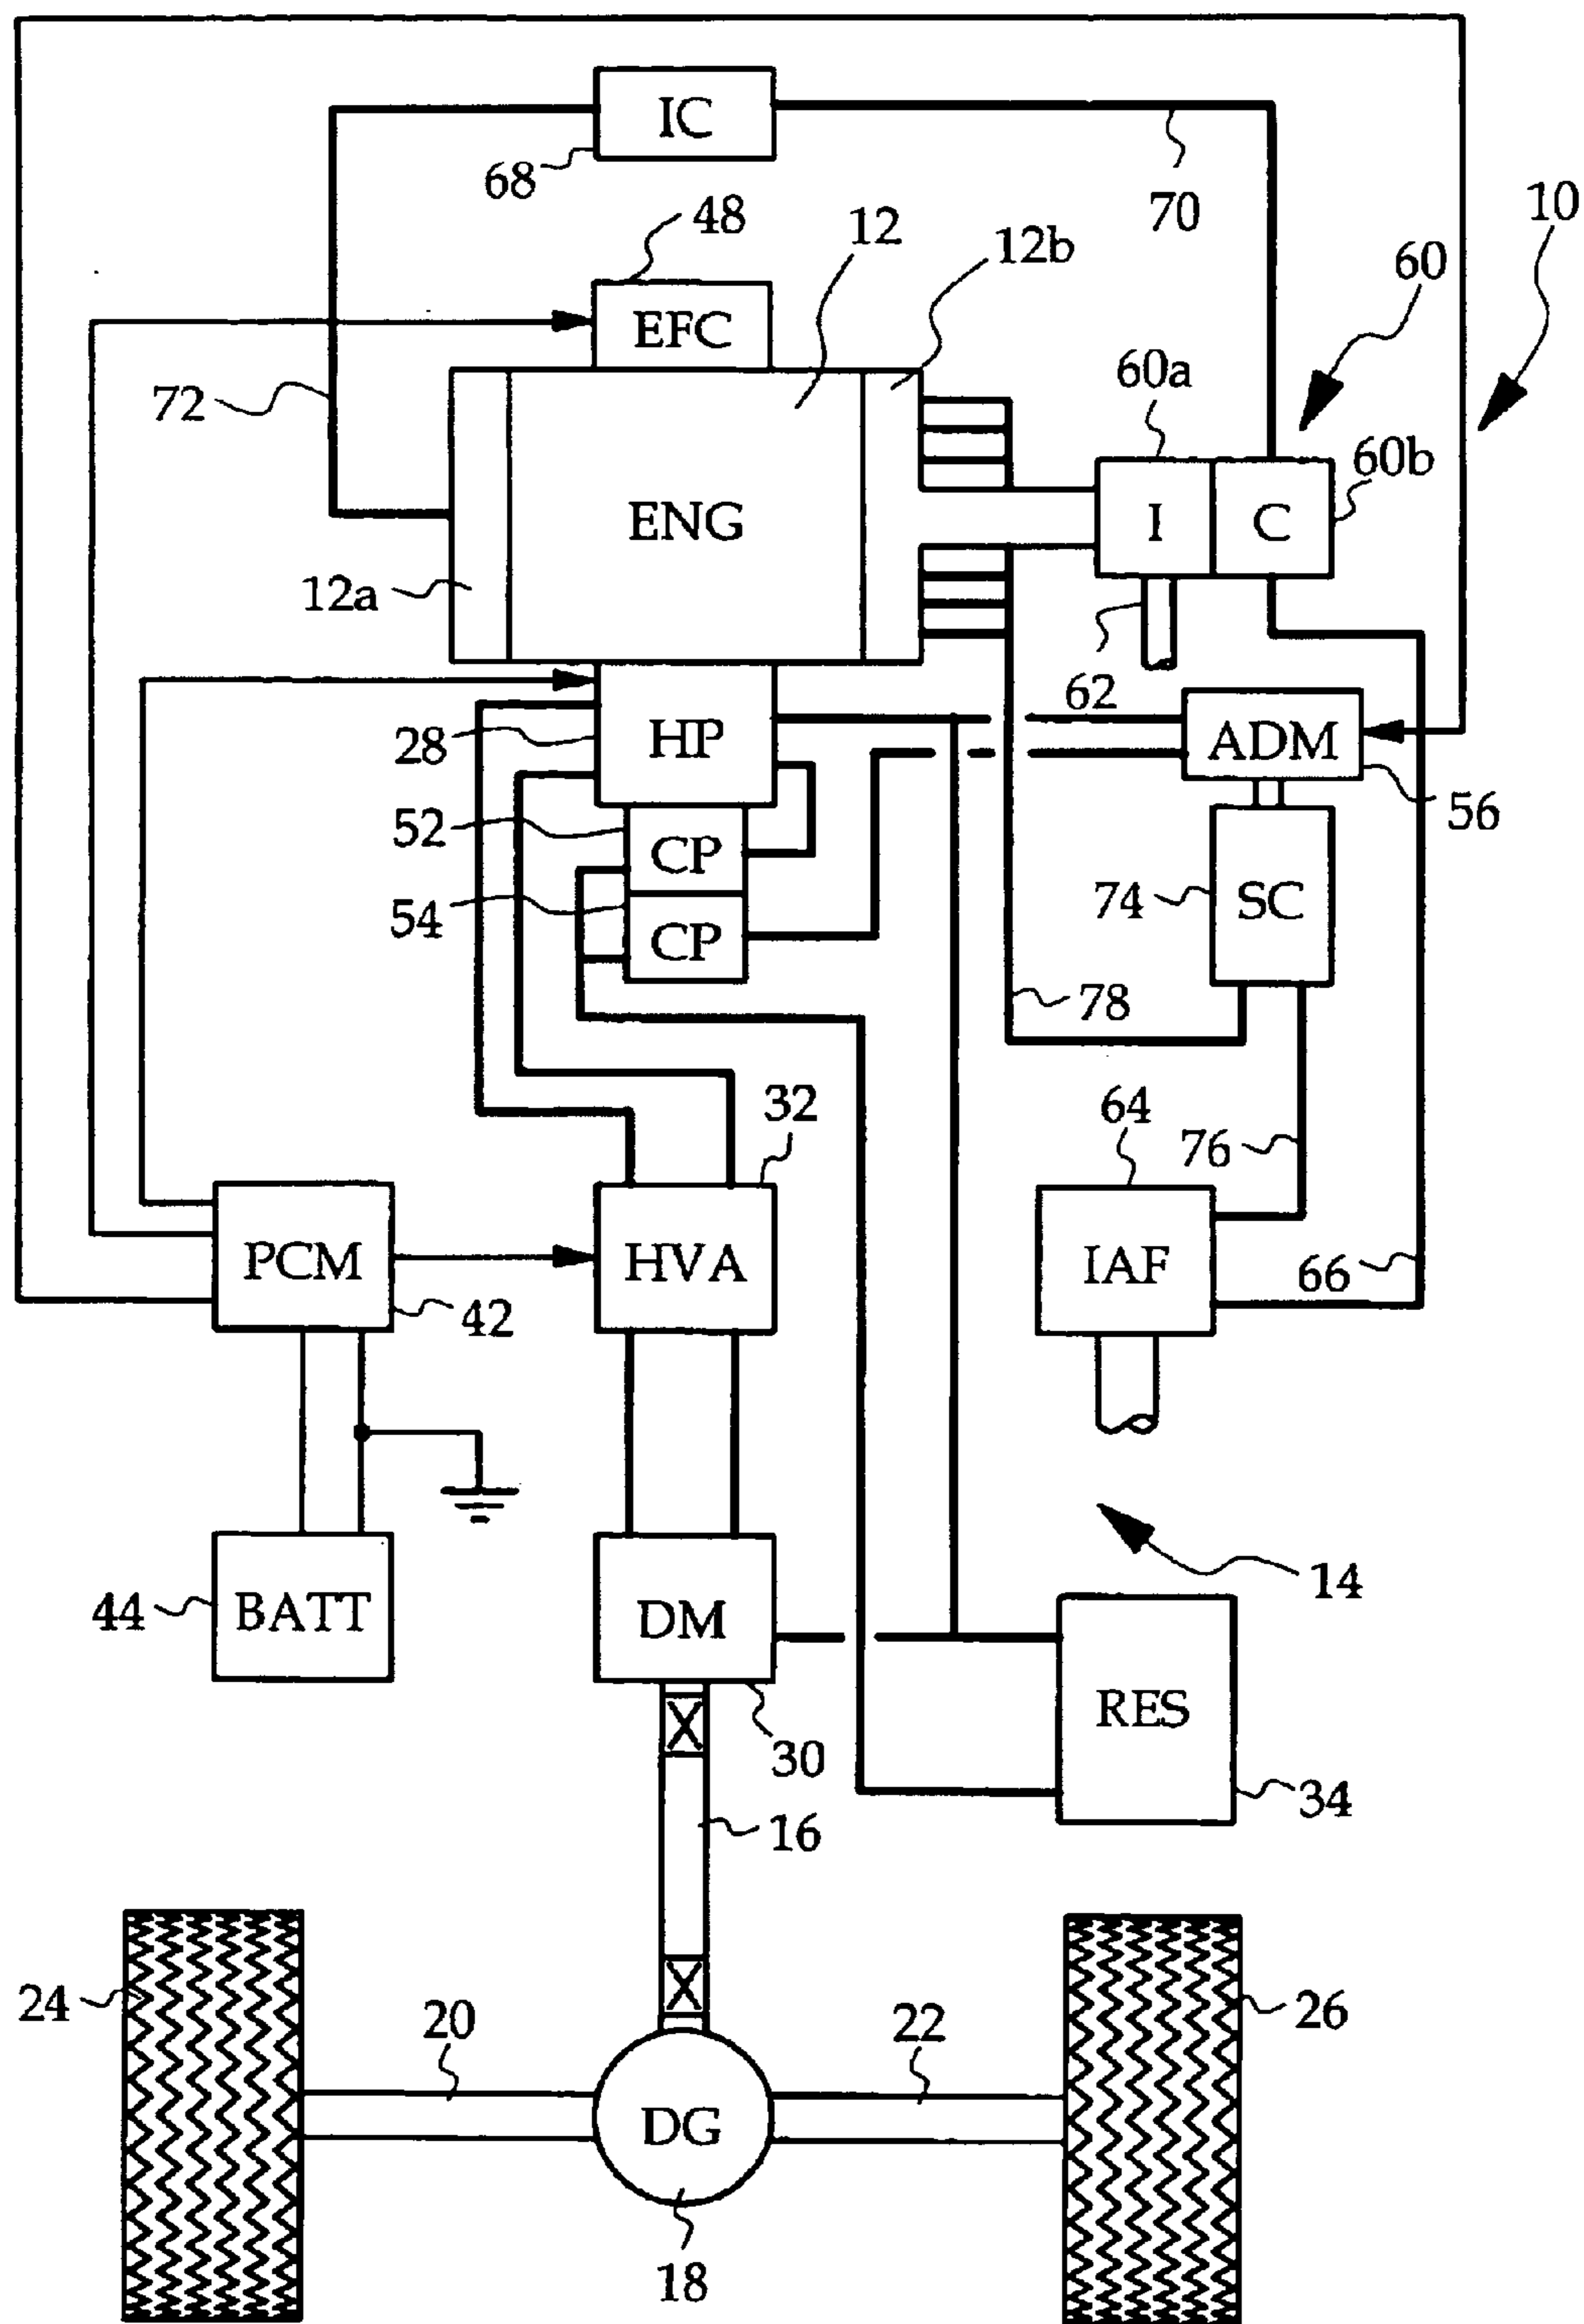 IC
68
70
10
48
12
12b
60
EFC
60a
72
60b
ENG
I
C
12a
62
28
HP
ADM
56
52
CP
74
SC
54
CP
78
32
64
76
PCM
HVA
IAF
66
42
14
44
BATT
DM
RES
30
34
16
24
20
22
26
DG
18